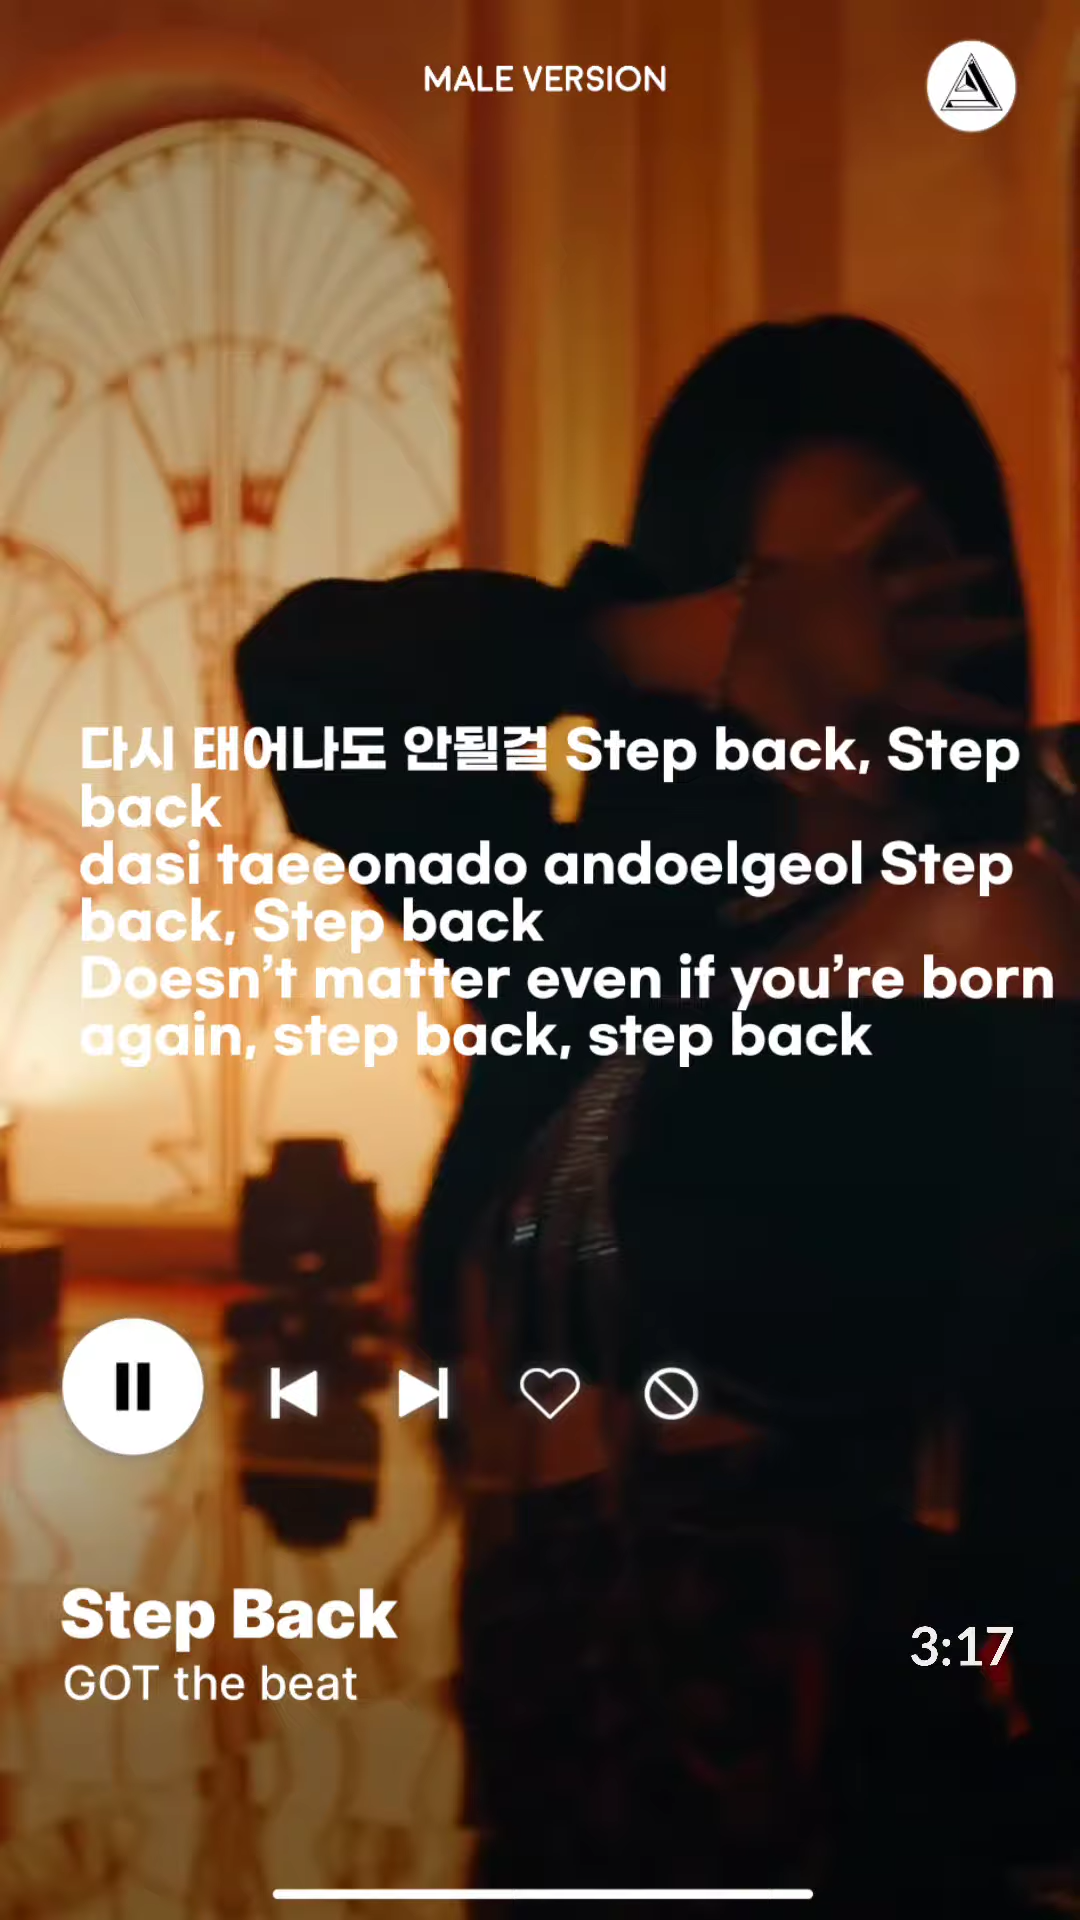 MALE VERSION
다시 태어나도 안될걸 Step back, Step
back
dasi taeeonado andoelgeol Step
back, Step back
Doesn’t matter even if you’re born
again, step back, step back
Step Back
GOT the beat
3:17